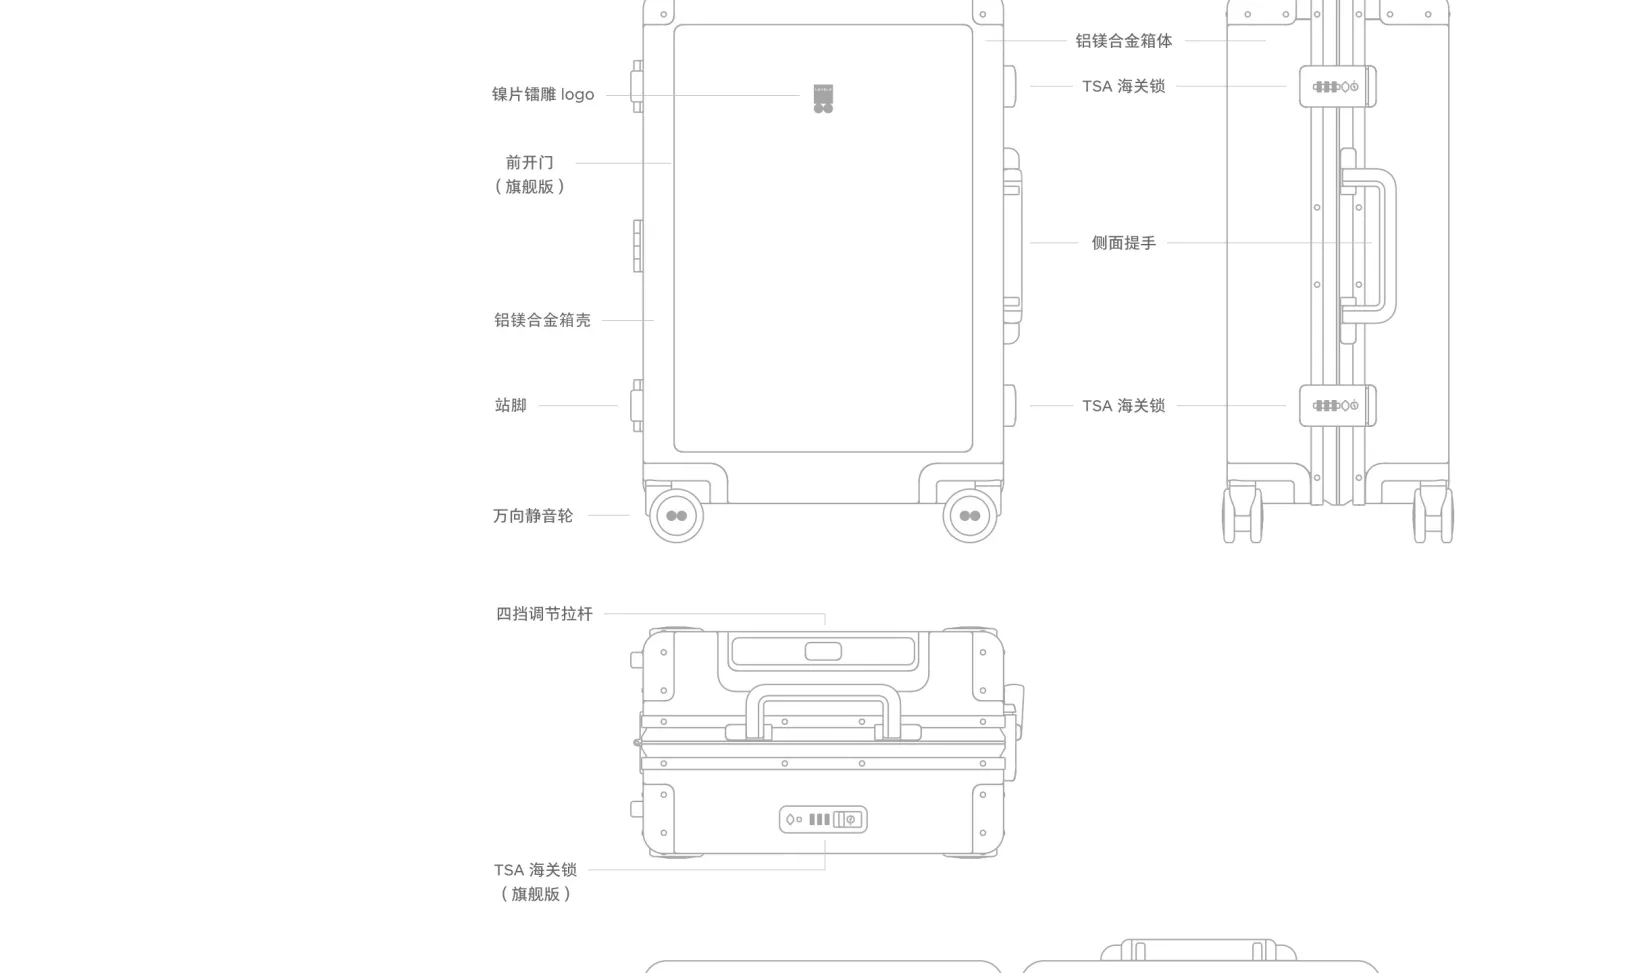 铝镁合金箱体
TSA 海关锁
镍片镭雕 logo
前开门
（旗舰版）
侧面提手
铝镁合金箱壳
站脚
TSA 海关锁
万向静音轮
四挡调节拉杆
TSA 海关锁
（旗舰版）